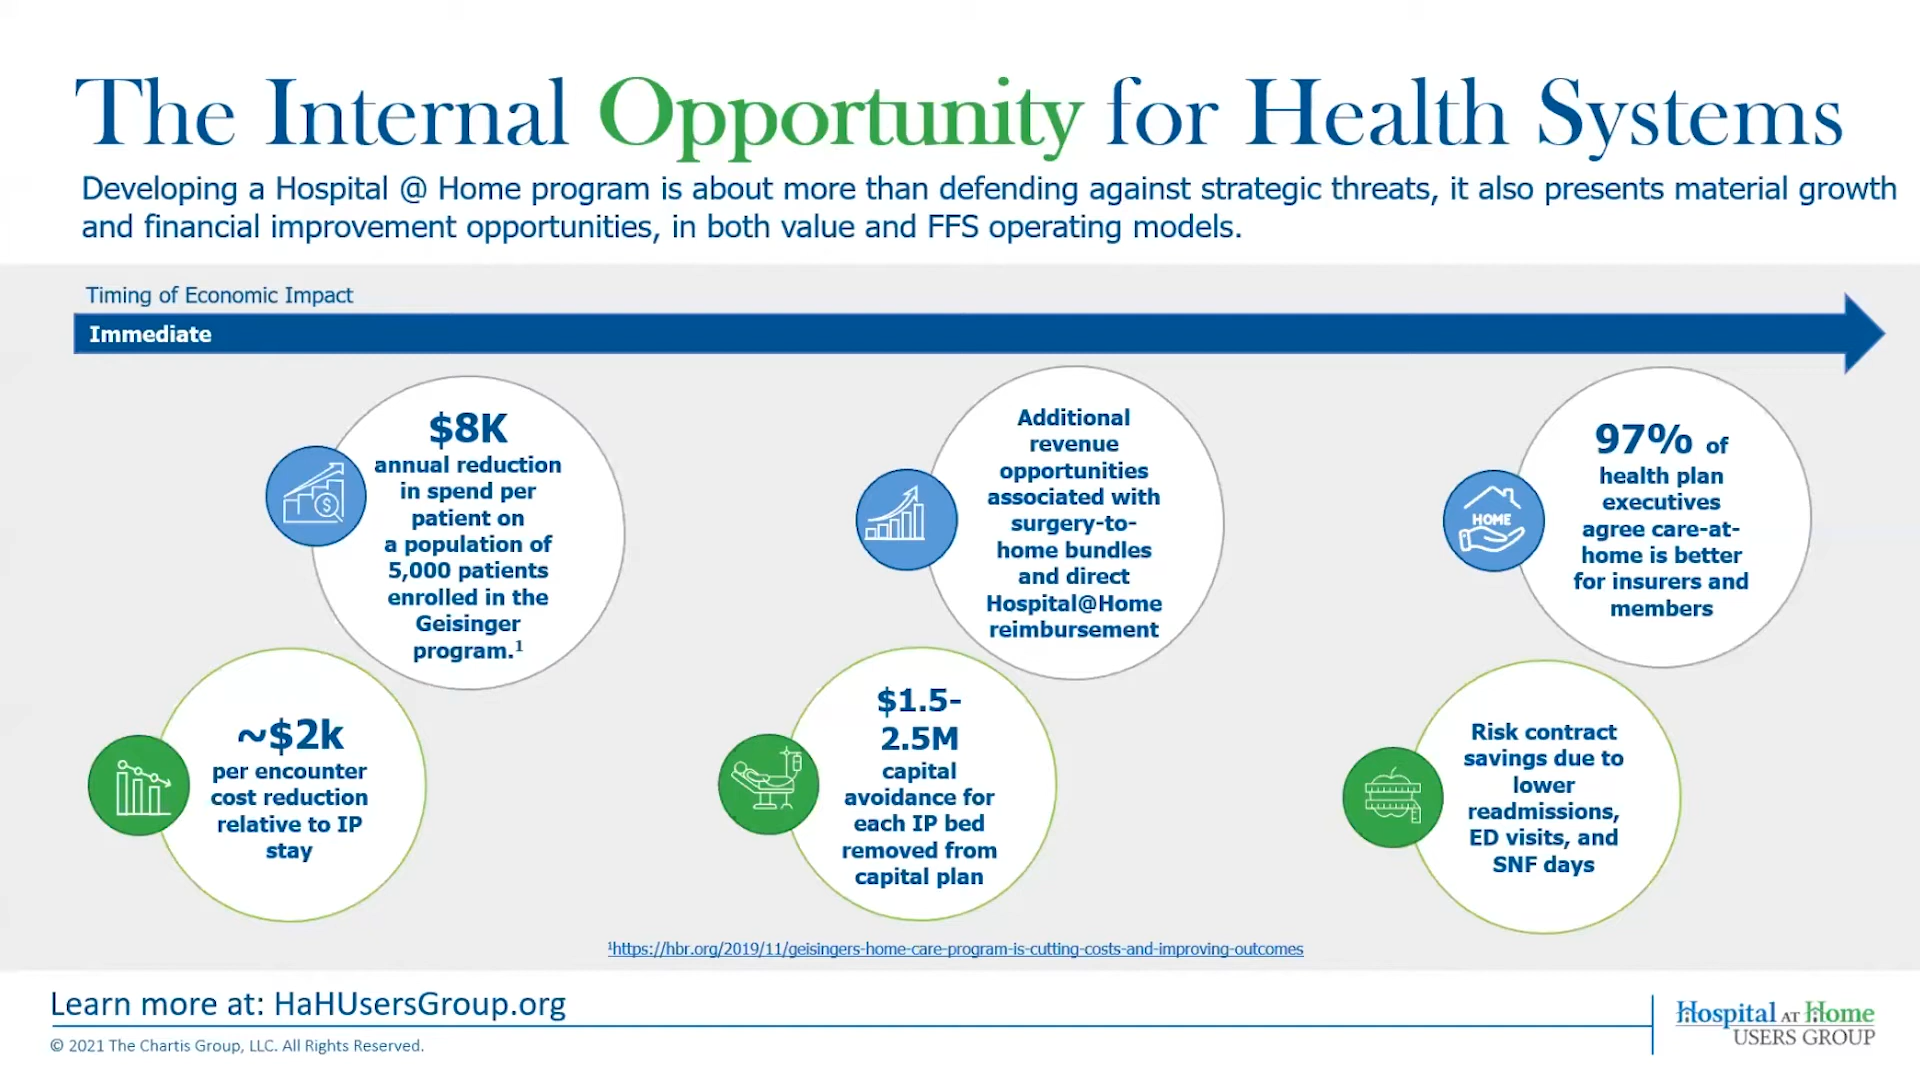 The Internal Opportunity for Health Systems
Developing a Hospital @ Home program is about more than defending against strategic threats, it also presents material growth
and financial improvement opportunities, in both value and FFS operating models.
Timing of Economic Impact
Immediate
$8K
annual reduction
in spend per
patient on
a population of
5,000 patients
enrolled in the
Geisinger
program.¹
Additional
revenue
opportunities
associated with
surgery-to-
home bundles
and direct
Hospital@Home
reimbursement
HOME
97% of
health plan
executives
agree care-at-
home is better
for insurers and
members
~$2k
per encounter
cost reduction
relative to IP
stay
$1.5-
2.5M
capital
avoidance for
each IP bed
removed from
capital plan
Risk contract
savings due to
lower
readmissions,
ED visits, and
SNF days
¹https://hbr.org/2019/11/geisingers-home-care-program-is-cutting-costs-and-improving-outcomes
Learn more at: HaHUsersGroup.org
© 2021 The Chartis Group, LLC. All Rights Reserved.
Hospital AT Home
USERS GROUP